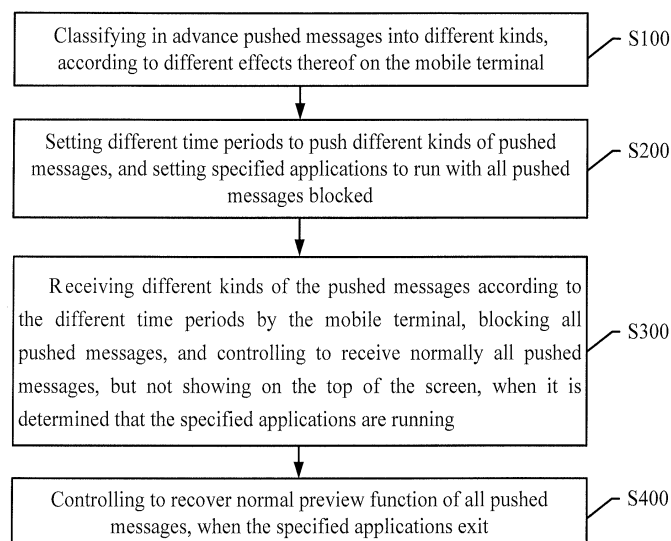 Classifying in advance pushed messages into different kinds,
according to different effects thereof on the mobile terminal
S100
Setting different time periods to push different kinds of pushed
messages, and setting specified applications to run with all pushed
messages blocked
S200
Receiving different kinds of the pushed messages according to
the different time periods by the mobile terminal, blocking all
pushed messages, and controlling to receive normally all pushed
messages, but not showing on the top of the screen, when it is
determined that the specified applications are running
S300
Controlling to recover normal preview function of all pushed
messages, when the specified applications exit
S400